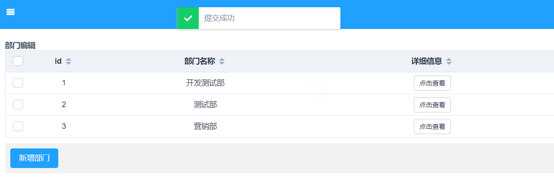 提交成功
部门编辑
id 部门名称 详细信息
1 开发测试部 点击查看
2 测试部 点击查看
3 营销部 点击查看
新增部门